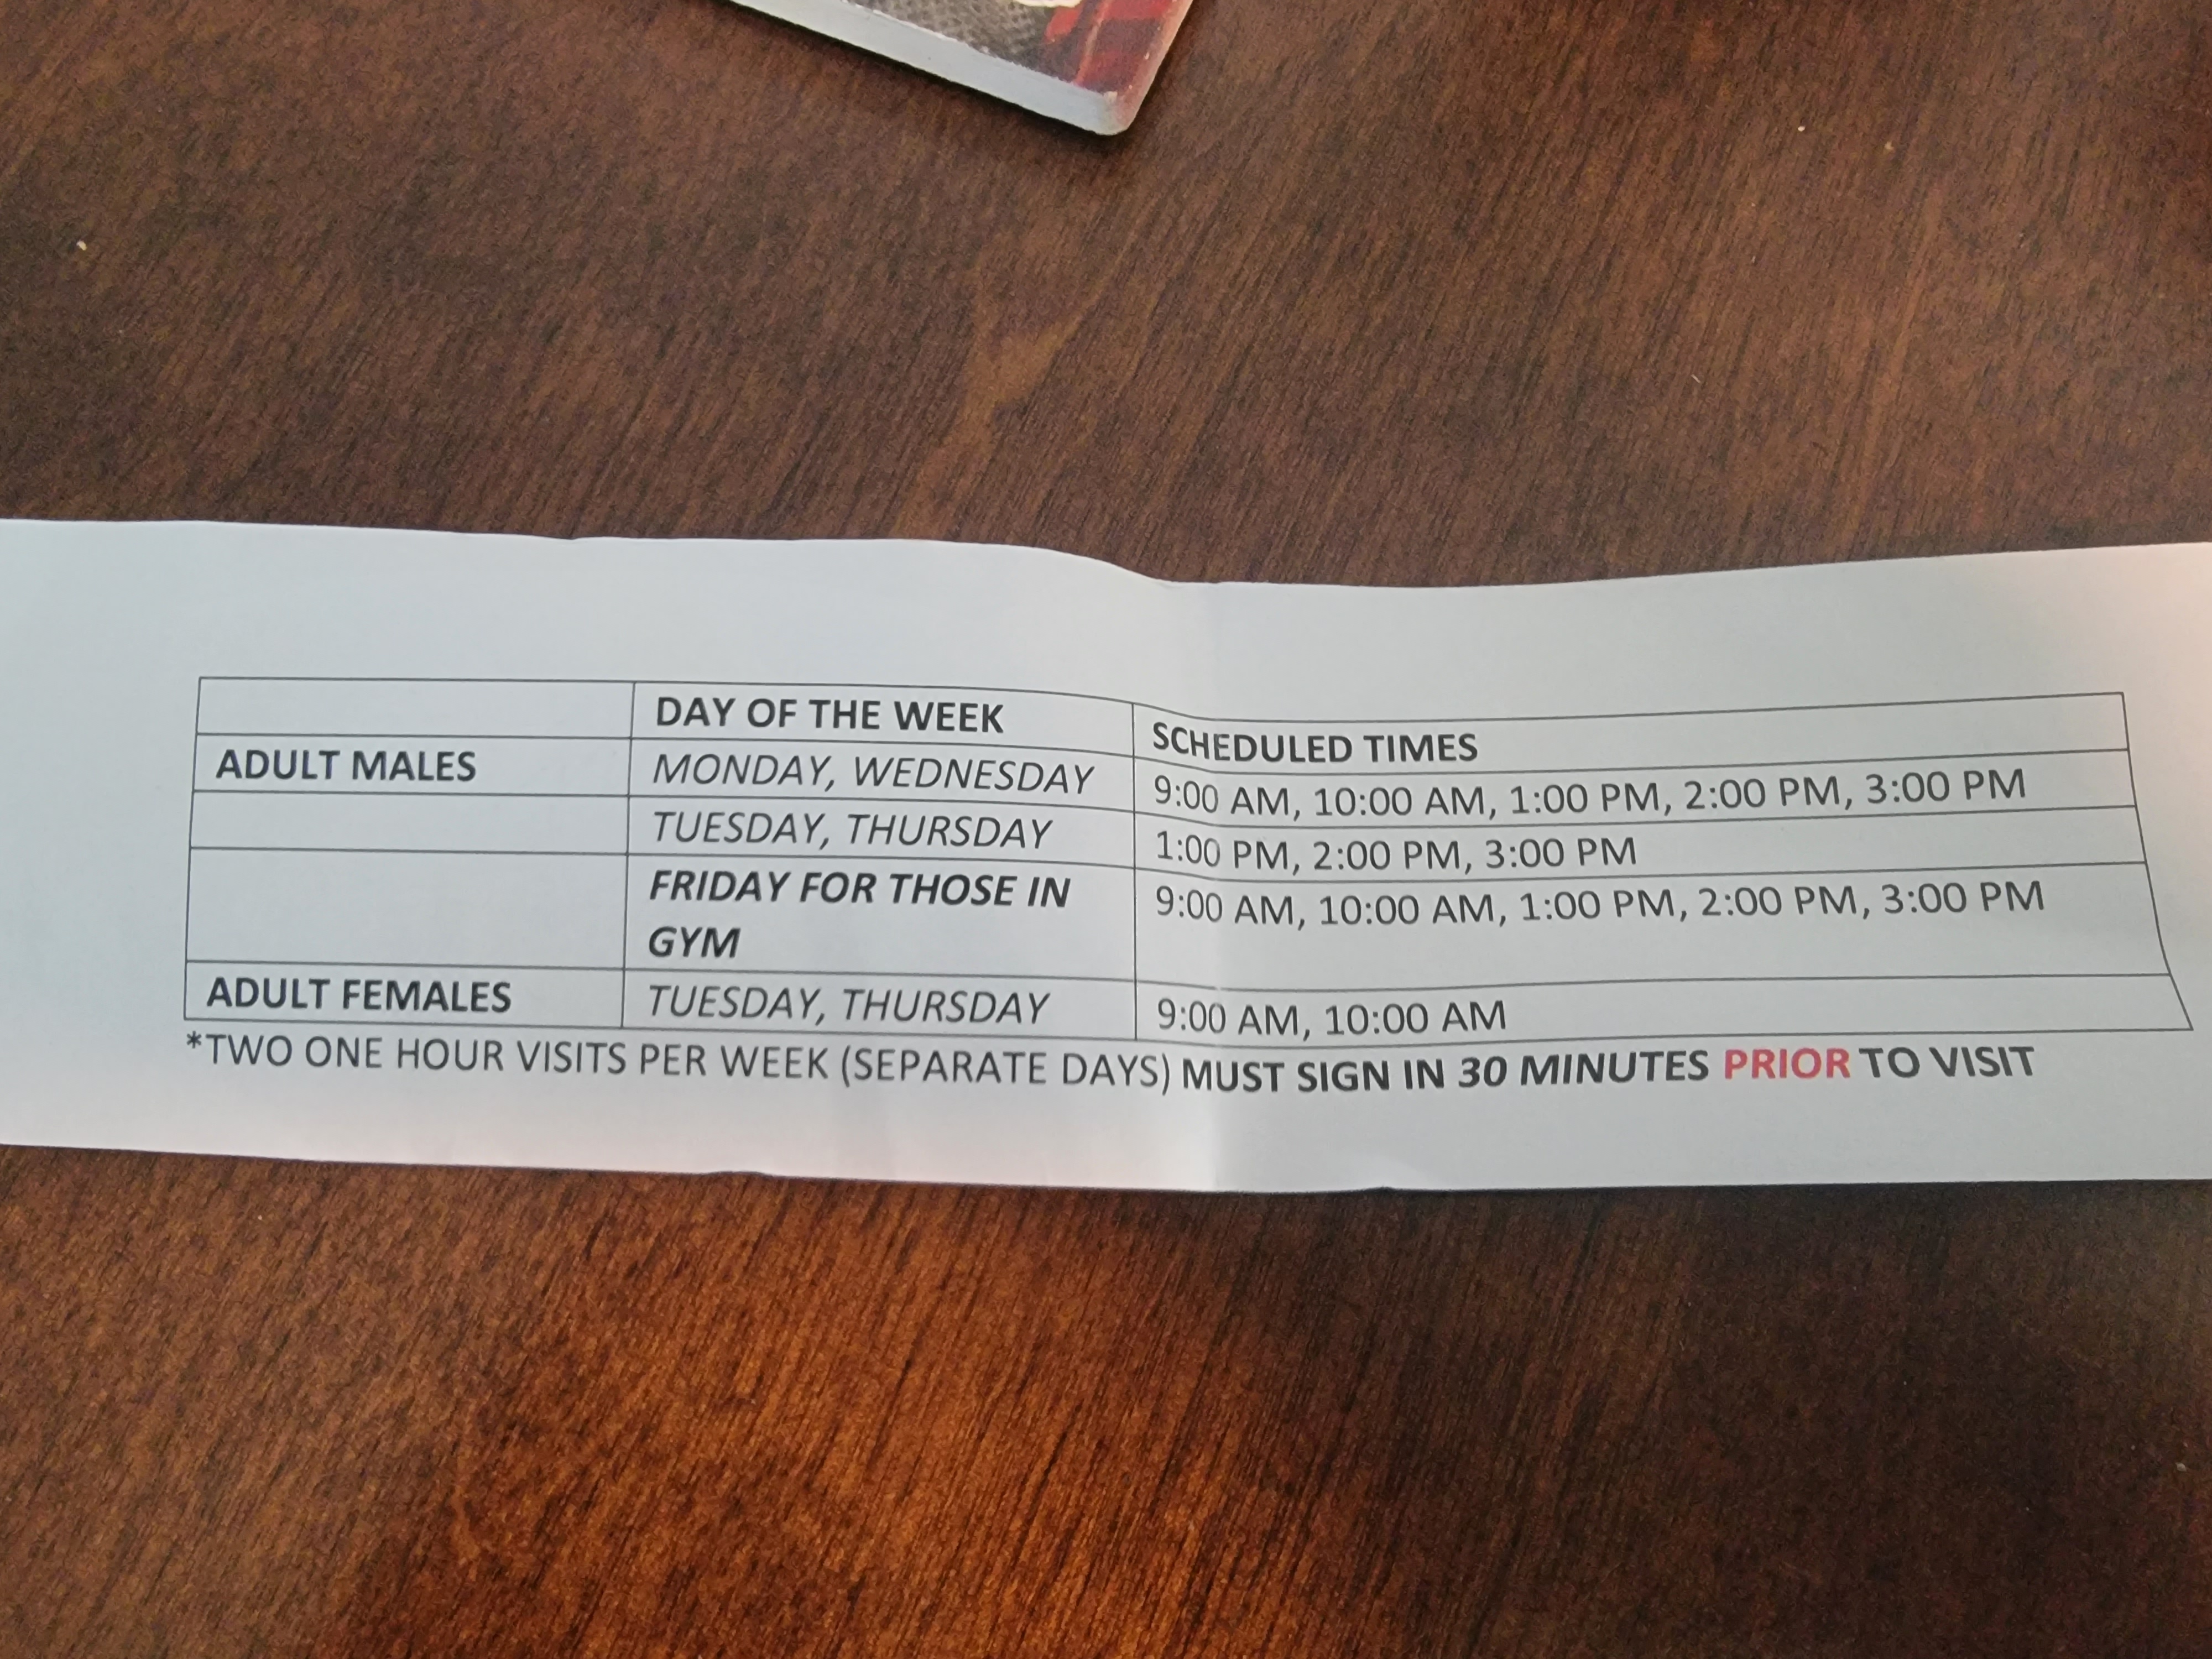 DAY OF THE WEEK SCHEDULED TIMES
ADULT MALES MONDAY, WEDNESDAY 9:00 AM, 10:00 AM, 1:00 PM, 2:00 PM, 3:00 PM
TUESDAY, THURSDAY 1:00 PM, 2:00 PM, 3:00 PM
FRIDAY FOR THOSE IN 9:00 AM, 10:00 AM, 1:00 PM, 2:00 PM, 3:00 PM
GYM
ADULT FEMALES TUESDAY, THURSDAY 9:00 AM, 10:00 AM
*TWO ONE HOUR VISITS PER WEEK (SEPARATE DAYS) MUST SIGN IN 30 MINUTES PRIOR TO VISIT